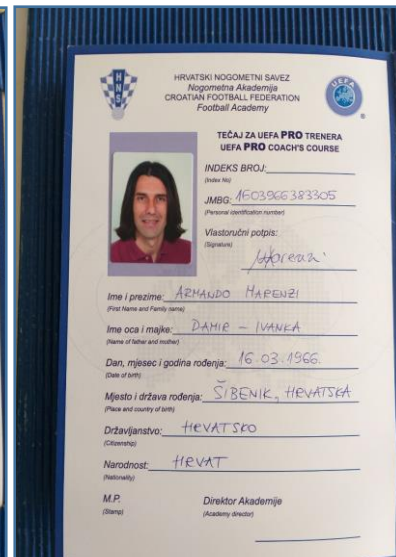 HRVATSKI NOGOMETNI SAVEZ
Nogometna Akademija
CROATIAN FOOTBALL FEDERATION
Football Academy
HNS
UEFA
®
TEČAJ ZA UEFA PRO TRENERA
UEFA PRO COACH'S COURSE
INDEKS BROJ:
(Index No)
JMBG: 1603966383305
(Personal identification number)
Vlastoručni potpis:
(Signature)
Ime i prezime: ARMANDO MARENZI
(First Name and Family name)
Ime oca i majke: DAMIR – IVANKA
(Name of father and mother)
Dan, mjesec i godina rođenja: 16.03.1966.
(Date of birth)
Mjesto i država rođenja: ŠIBENIK, HRVATSKA
(Place and country of birth)
Državljanstvo: HRVATSKO
(Citizenship)
Narodnost: HRVAT
(Nationality)
M.P.
(Stamp)
Direktor Akademije
(Academy director)